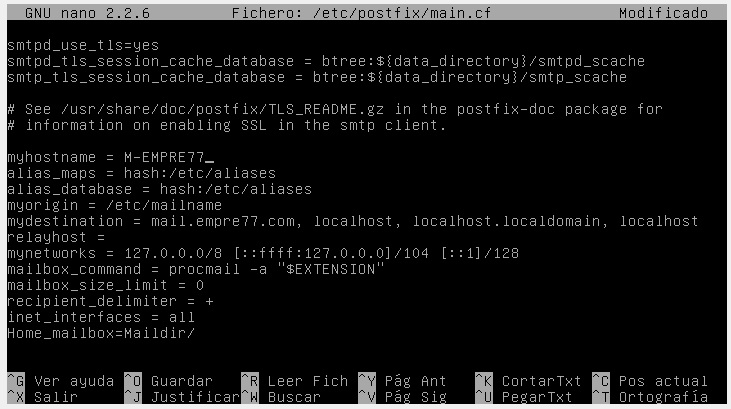 GNU nano 2.2.6 Fichero: /etc/postfix/main.cf Modificado
smtpd_use_tls=yes
smtpd_tls_session_cache_database = btree:${data_directory}/smtpd_scache
smtp_tls_session_cache_database = btree:${data_directory}/smtp_scache
# See /usr/share/doc/postfix/TLS_README.gz in the postfix-doc package for
# information on enabling SSL in the smtp client.
myhostname = M-EMPRE77_
alias_maps = hash:/etc/aliases
alias_database = hash:/etc/aliases
myorigin = /etc/mailname
mydestination = mail.empre77.com, localhost, localhost.localdomain, localhost
relayhost =
mynetworks = 127.0.0.0/8 [::ffff:127.0.0.0]/104 [::1]/128
mailbox_command = procmail -a "$EXTENSION"
mailbox_size_limit = 0
recipient_delimiter = +
inet_interfaces = all
Home_mailbox=Maildir/
^G Ver ayuda ^O Guardar ^R Leer Fich ^Y Pág Ant ^K CortarTxt ^C Pos actual
^X Salir ^J Justificar ^W Buscar ^V Pág Sig ^U PegarTxt ^T Ortografía